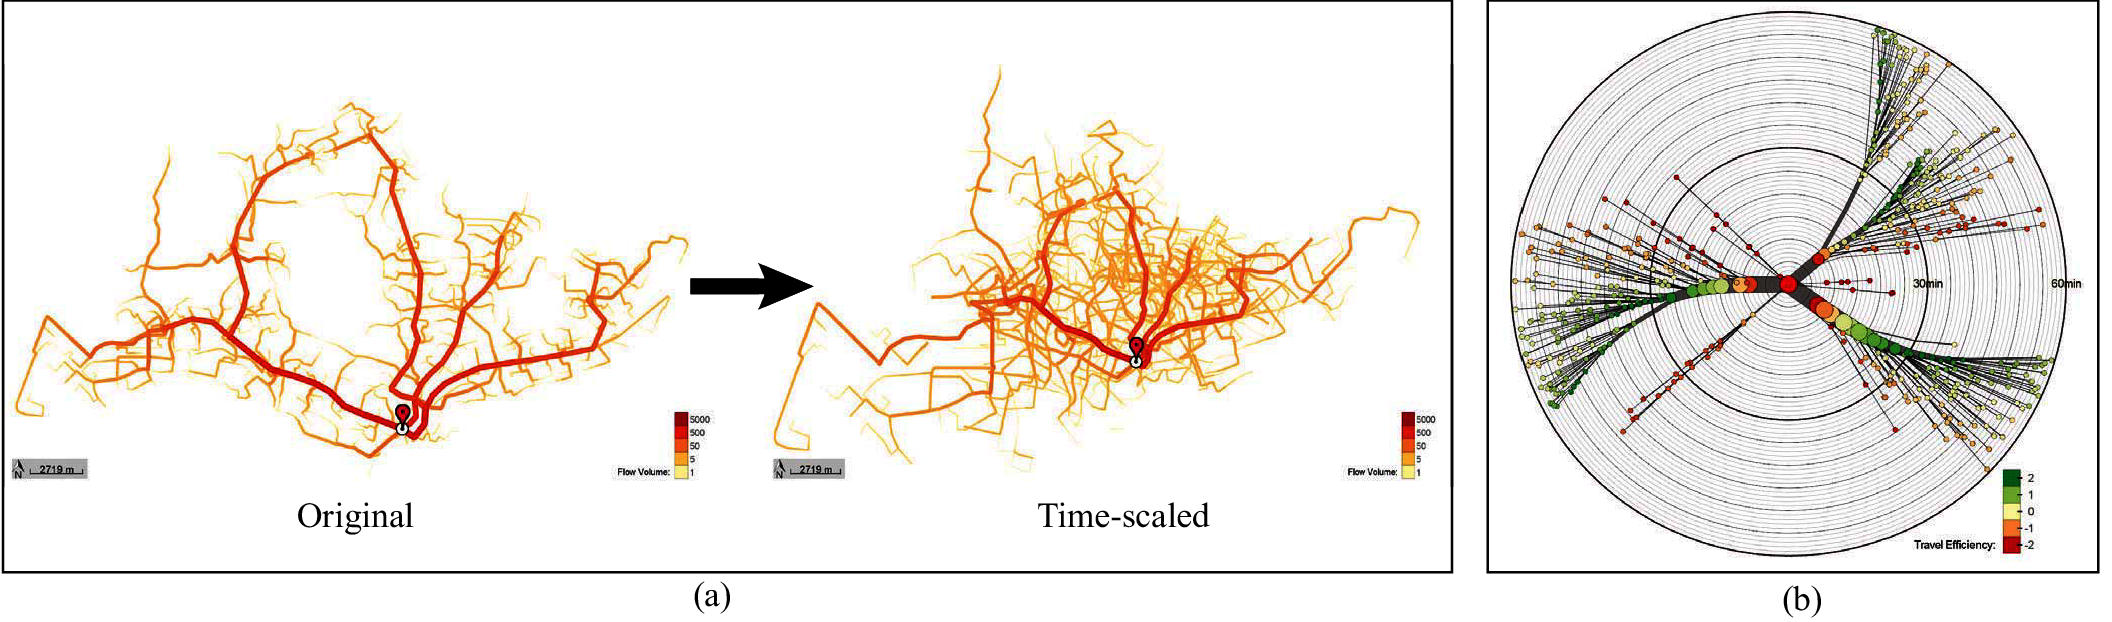 N
2719 m
Flow Volume:
5000
500
50
5
1
Original
N
2719 m
Flow Volume:
5000
500
50
5
1
Time-scaled
(a)
30min
60min
Travel Efficiency:
2
1
0
-1
-2
(b)